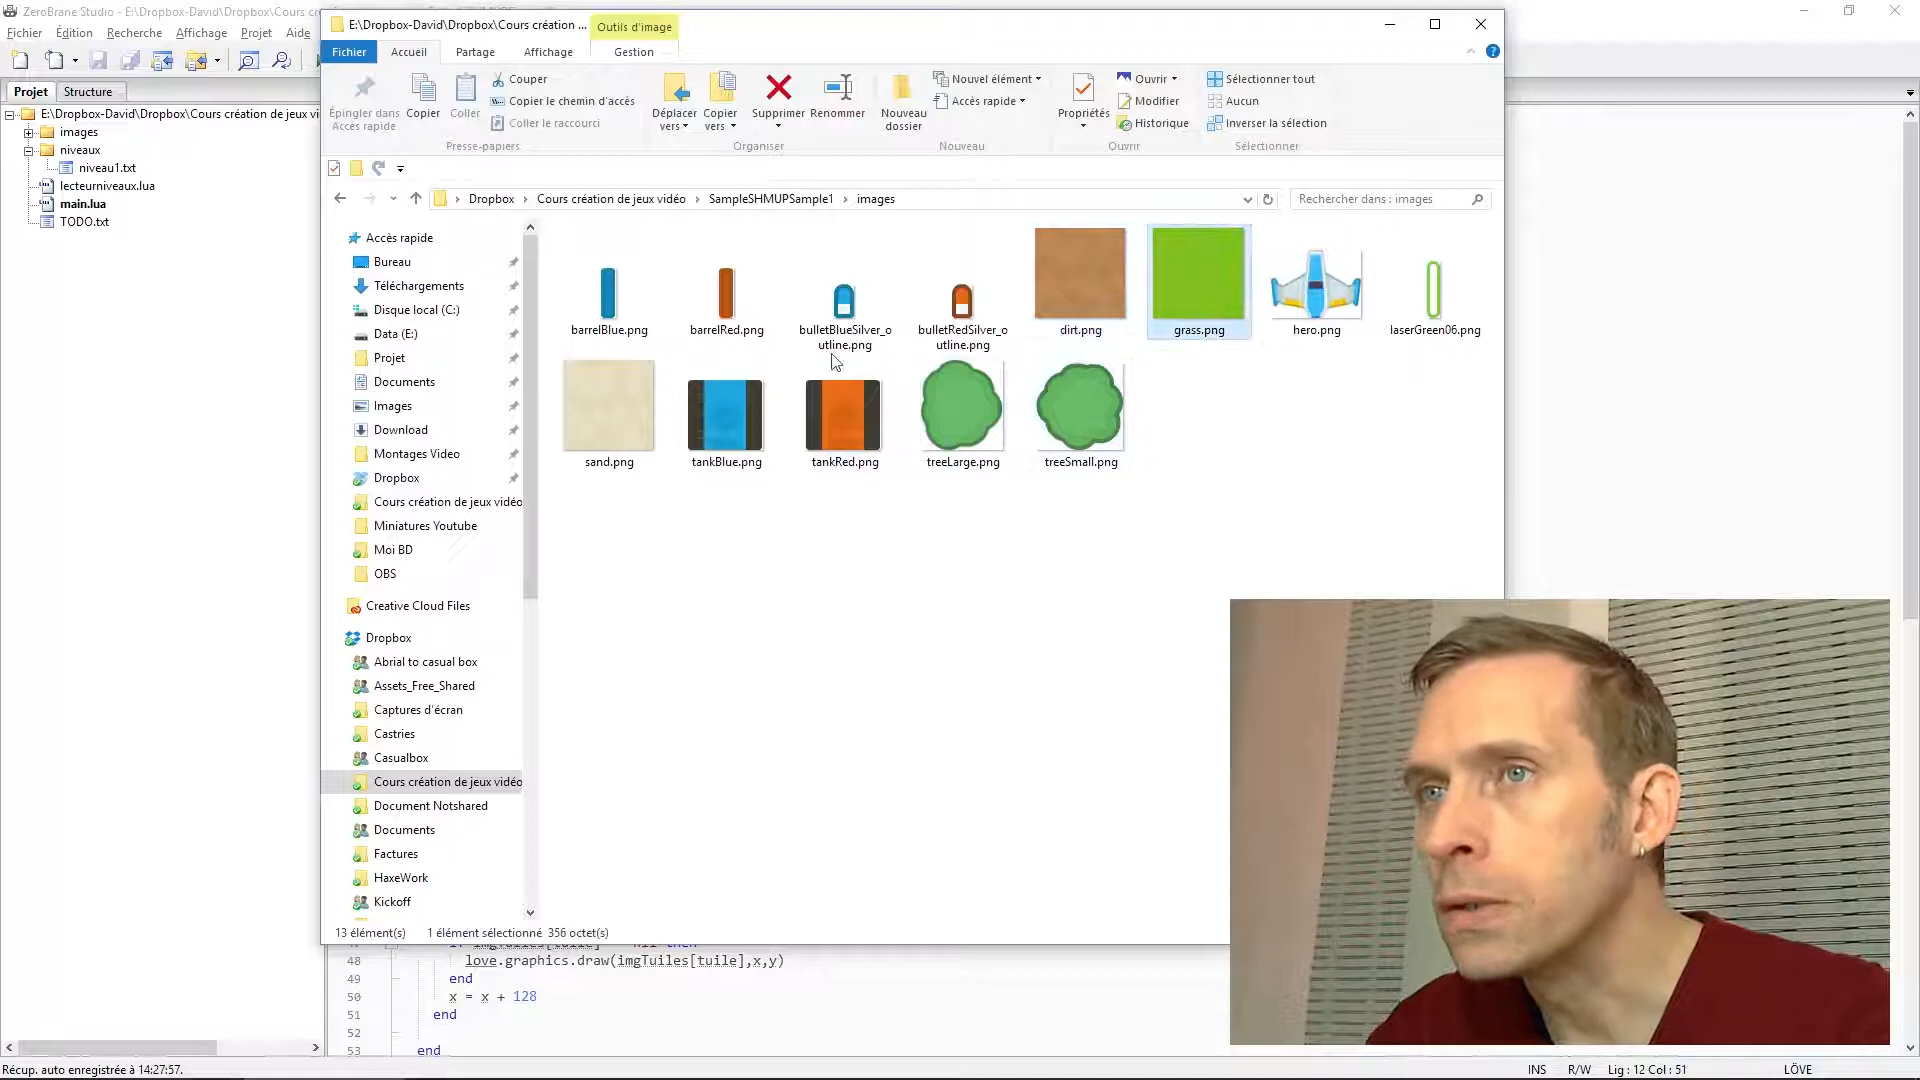 ZeroBrane Studio - E:\Dropbox-David\Dropbox\Cours cr
Fichier Édition Recherche Affichage Projet Aide
Projet Structure
E:\Dropbox-David\Dropbox\Cours création de jeux vi
images
niveaux
niveau1.txt
lecteurniveaux.lua
main.lua
TODO.txt
E:\Dropbox-David\Dropbox\Cours création ... Outils d'image
Fichier Accueil Partage Affichage Gestion
Épingler dans Accès rapide
Copier
Coller
Couper
Copier le chemin d'accès
Coller le raccourci
Presse-papiers
Déplacer vers
Copier vers
Supprimer
Renommer
Organiser
Nouveau dossier
Nouvel élément
Accès rapide
Nouveau
Propriétés
Ouvrir
Modifier
Historique
Ouvrir
Sélectionner tout
Aucun
Inverser la sélection
Sélectionner
Dropbox > Cours création de jeux vidéo > SampleSHMUPSample1 > images
Rechercher dans : images
Accès rapide
Bureau
Téléchargements
Disque local (C:)
Data (E:)
Projet
Documents
Images
Download
Montages Video
Dropbox
Cours création de jeux vidéo
Miniatures Youtube
Moi BD
OBS
Creative Cloud Files
Dropbox
Abrial to casual box
Assets_Free_Shared
Captures d'écran
Castries
Casualbox
Cours création de jeux vidéo
Document Notshared
Documents
Factures
HaxeWork
Kickoff
barrelBlue.png
barrelRed.png
bulletBlueSilver_o
utline.png
bulletRedSilver_o
utline.png
dirt.png
grass.png
hero.png
laserGreen06.png
sand.png
tankBlue.png
tankRed.png
treeLarge.png
treeSmall.png
13 élément(s) 1 élément sélectionné 356 octet(s)
48 love.graphics.draw(imgTuiles[tuile],x,y)
49 end
50 x = x + 128
51 end
52
53 end
Récup. auto enregistrée à 14:27:57. INS R/W Lig : 12 Col : 51 LÖVE